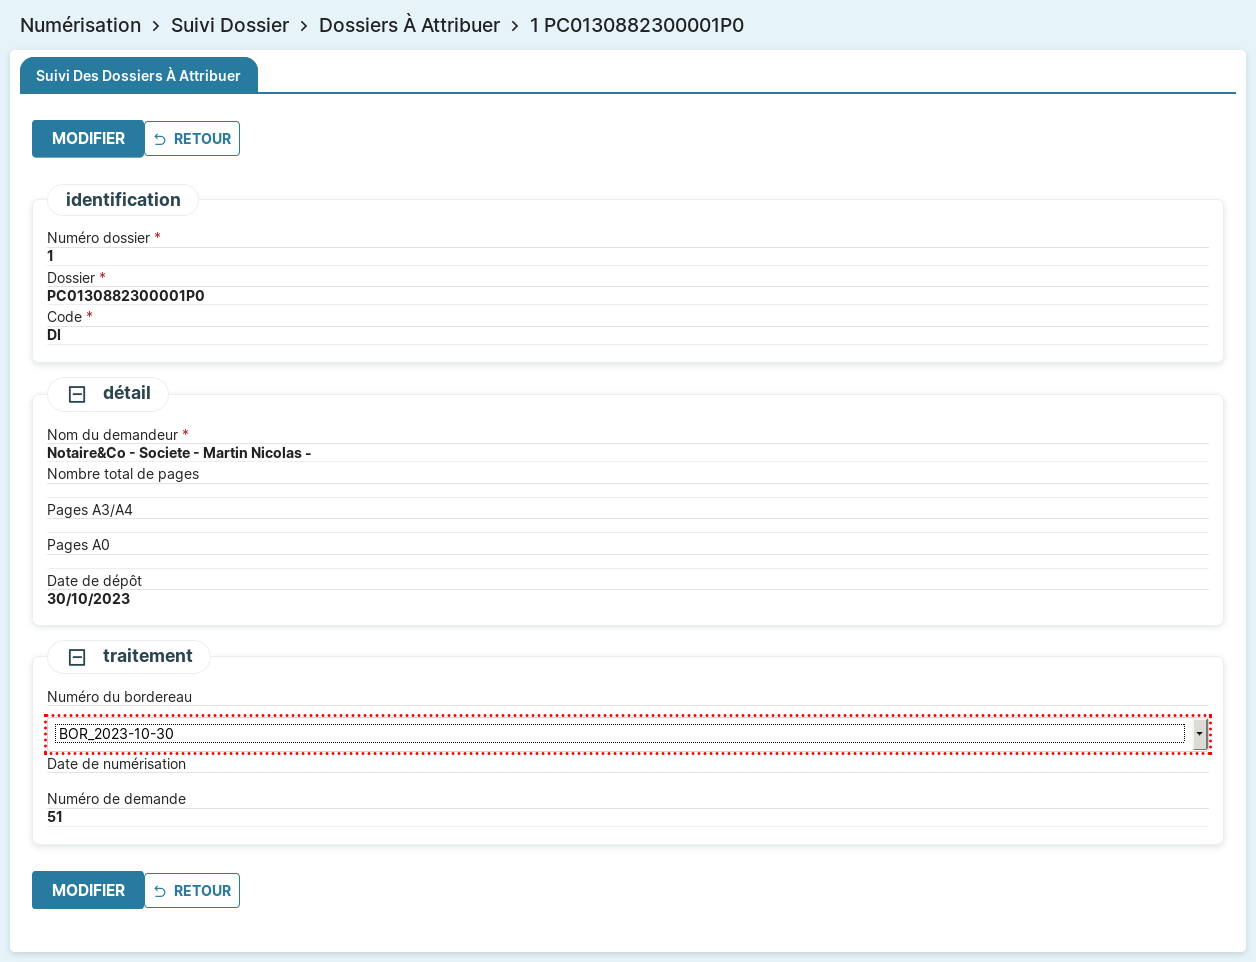 Numérisation > Suivi Dossier > Dossiers À Attribuer > 1 PC0130882300001P0
Suivi Des Dossiers À Attribuer
MODIFIER RETOUR
identification
Numéro dossier *
1
Dossier *
PC0130882300001P0
Code *
DI
détail
Nom du demandeur *
Notaire&Co - Societe - Martin Nicolas -
Nombre total de pages
Pages A3/A4
Pages A0
Date de dépôt
30/10/2023
traitement
Numéro du bordereau
BOR_2023-10-30
Date de numérisation
Numéro de demande
51
MODIFIER RETOUR